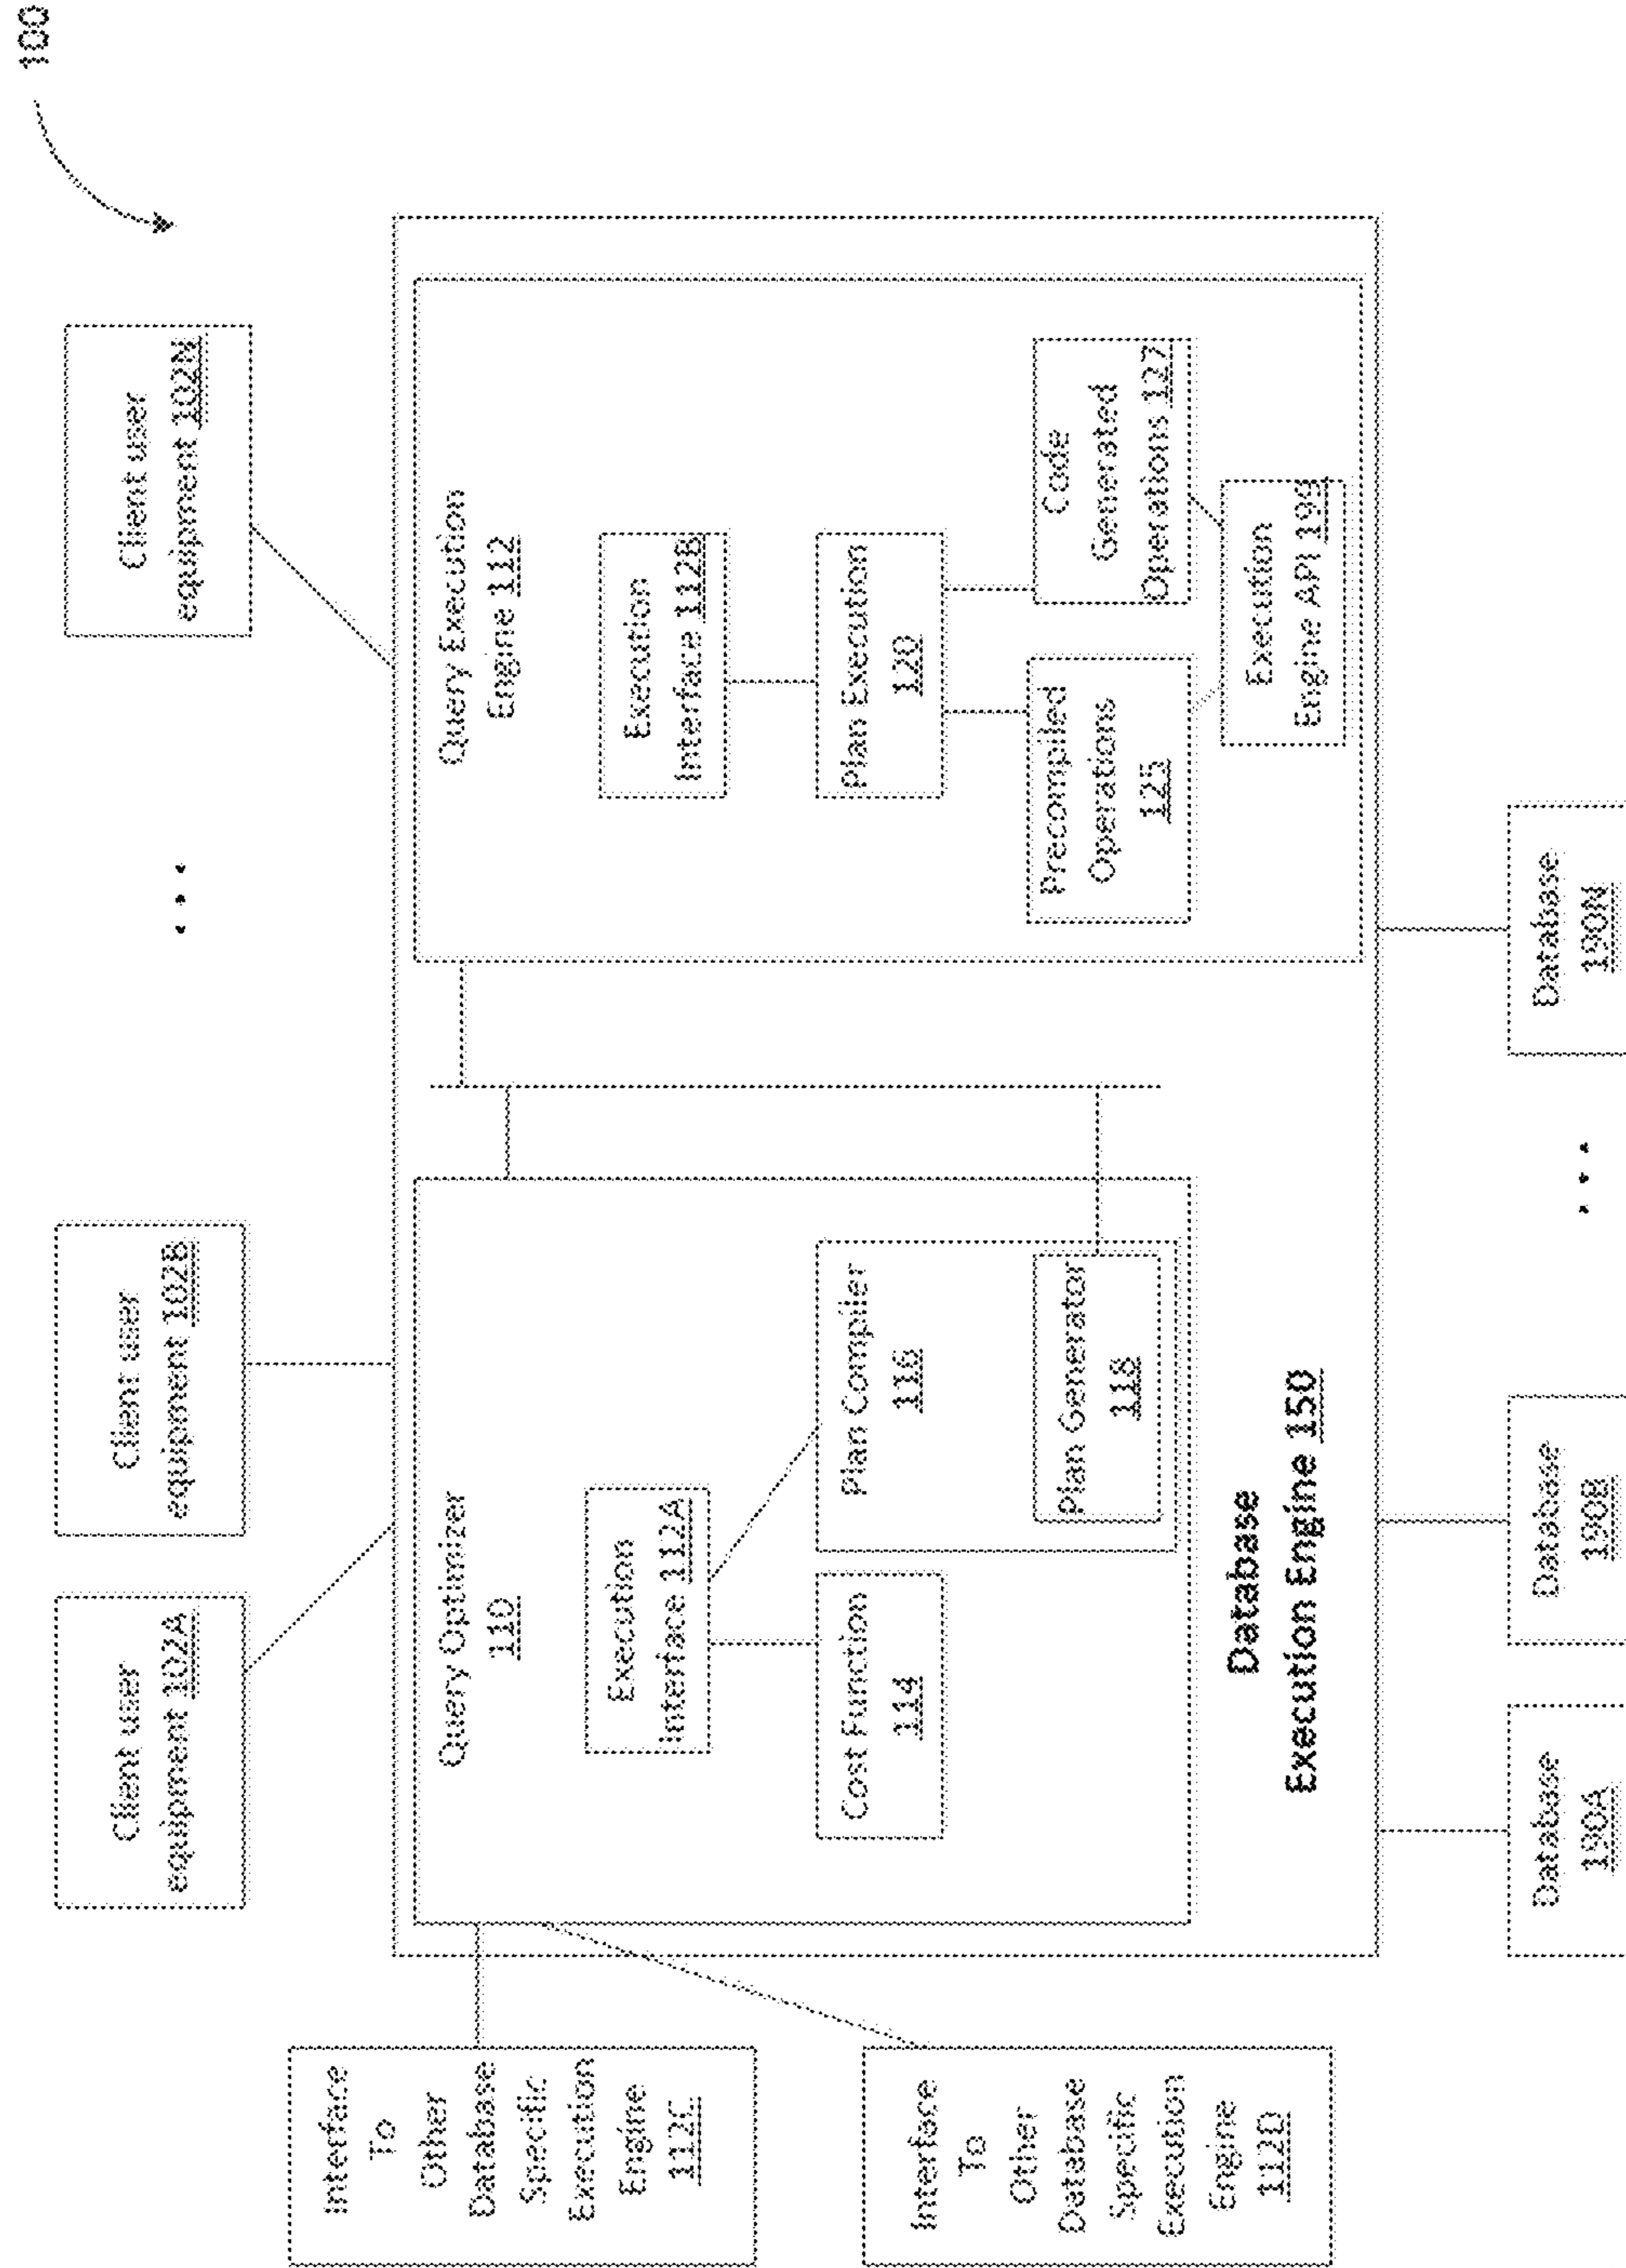 100
Client user
equipment 102A
Client user
equipment 102B
Client user
equipment 102N
Interface
To
Other
Database
Specific
Execution
Engine
112C
Interface
To
Other
Database
Specific
Execution
Engine
112D
Query Optimizer
110
Execution
Interface 112A
Cost Function
114
Plan Compiler
116
Plan Generator
118
Query Execution
Engine 112
Execution
Interface 112B
Plan Execution
120
Precompiled
Operations
125
Code
Generated
Operations 127
Execution
Engine API 199
Database
Execution Engine 150
Database
190A
Database
190B
Database
190N